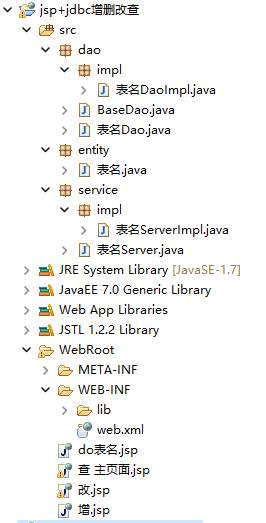 jsp+jdbc增删改查
src
dao
impl
表名DaoImpl.java
BaseDao.java
表名Dao.java
entity
表名.java
service
impl
表名ServerImpl.java
表名Server.java
JRE System Library [JavaSE-1.7]
JavaEE 7.0 Generic Library
Web App Libraries
JSTL 1.2.2 Library
WebRoot
META-INF
WEB-INF
lib
web.xml
do表名.jsp
查 主页面.jsp
改.jsp
增.jsp